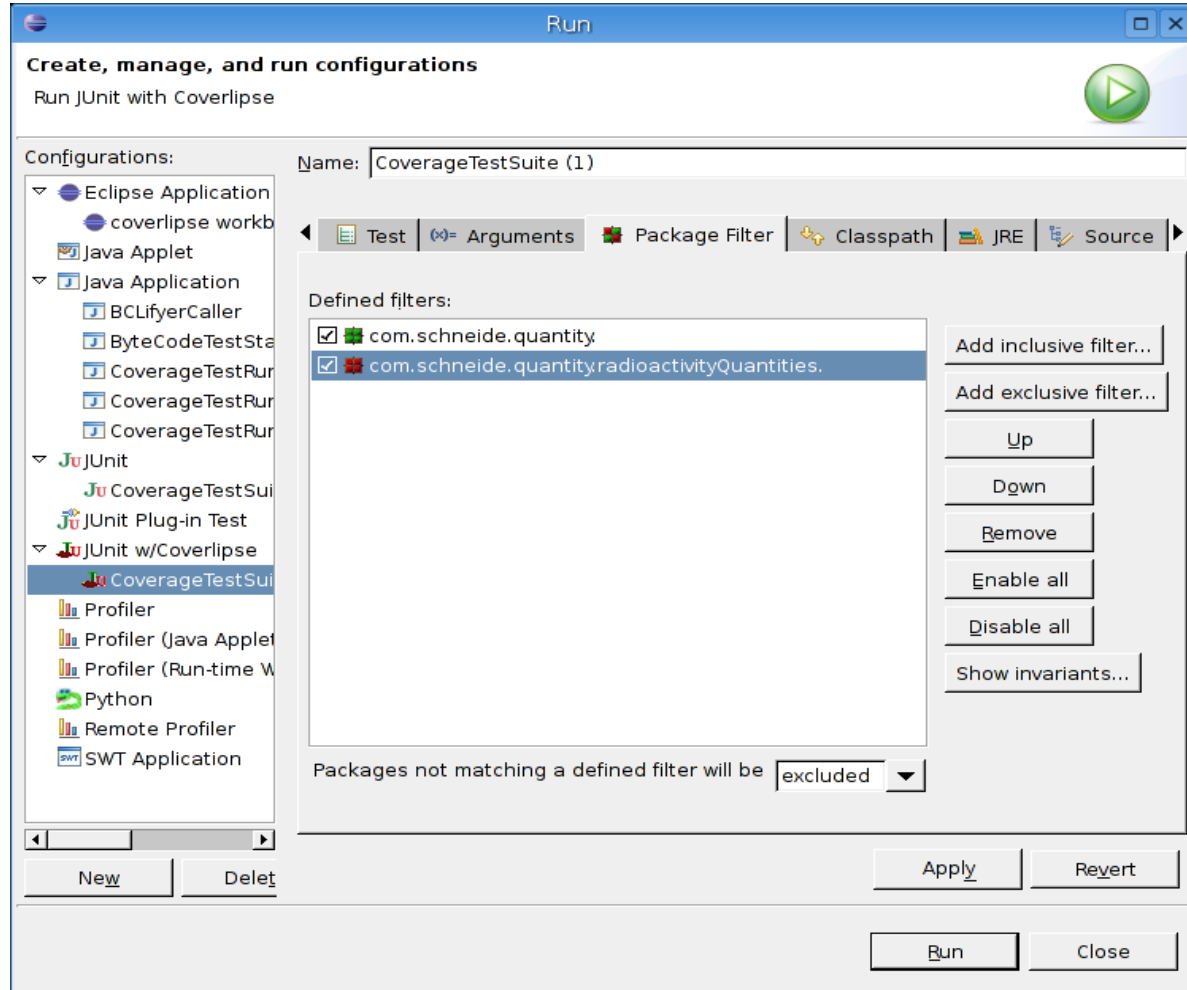 Run
Create, manage, and run configurations
Run JUnit with Coverlipse
Configurations:
Eclipse Application
coverlipse workb
Java Applet
Java Application
BCLifyerCaller
ByteCodeTestSta
CoverageTestRur
CoverageTestRur
CoverageTestRur
JUnit
CoverageTestSui
JUnit Plug-in Test
JUnit w/Coverlipse
CoverageTestSui
Profiler
Profiler (Java Applet
Profiler (Run-time W
Python
Remote Profiler
SWT Application
New Delet
Name: CoverageTestSuite (1)
Test (x)= Arguments Package Filter Classpath JRE Source
Defined filters:
com.schneide.quantity.
com.schneide.quantity.radioactivityQuantities.
Add inclusive filter...
Add exclusive filter...
Up
Down
Remove
Enable all
Disable all
Show invariants...
Packages not matching a defined filter will be excluded
Apply Revert
Run Close